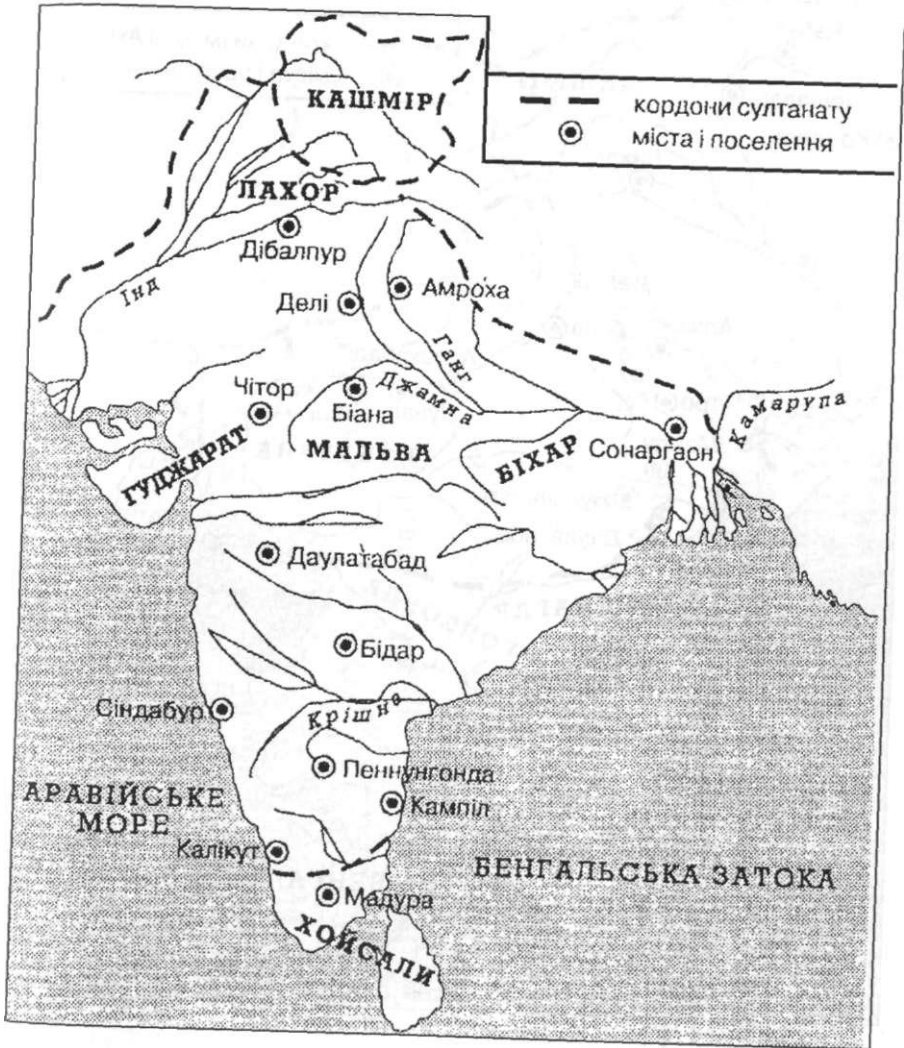 кордони султанату
міста і поселення
КАШМІР
ЛАХОР
Дібалпур
Інд
Делі
Амроха
Ганг
Джамна
Чітор
Біана
Камарупа
ГУДЖАРАТ
МАЛЬВА
БІХАР
Сонаргаон
Даулатабад
Бідар
Сіндабур
Крішна
Пеннунгонда
АРАВІЙСЬКЕ
МОРЕ
Кампіл
Калікут
БЕНГАЛЬСЬКА ЗАТОКА
Мадура
ХОЙСАЛИ